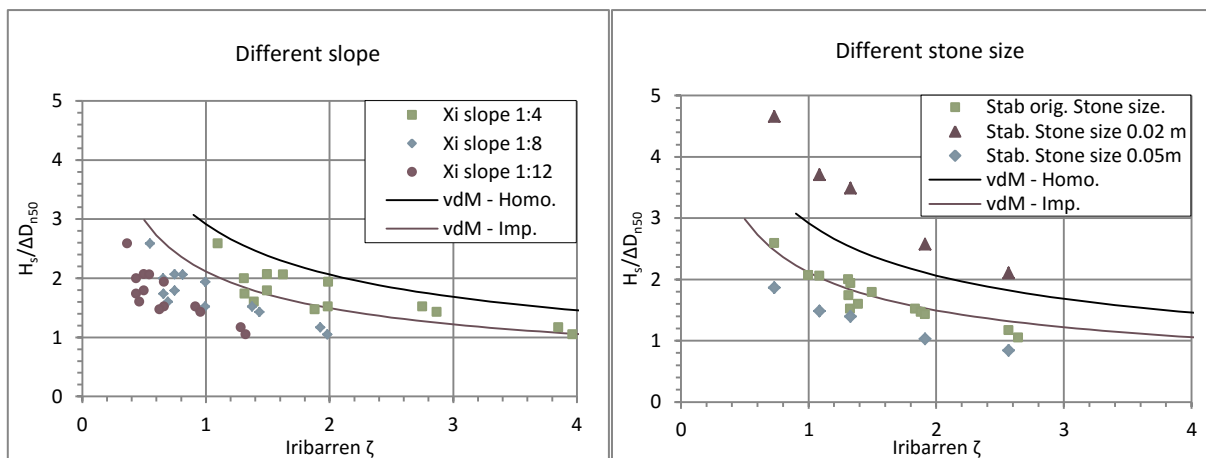 Different slope
5
4
3
2
1
0
0
1
2
3
4
Hs/ΔDn50
Iribarren ζ
Xi slope 1:4
Xi slope 1:8
Xi slope 1:12
vdM - Homo.
vdM - Imp.
Different stone size
5
4
3
2
1
0
0
1
2
3
4
Hs/ΔDn50
Iribarren ζ
Stab orig. Stone size.
Stab. Stone size 0.02 m
Stab. Stone size 0.05m
vdM - Homo.
vdM - Imp.